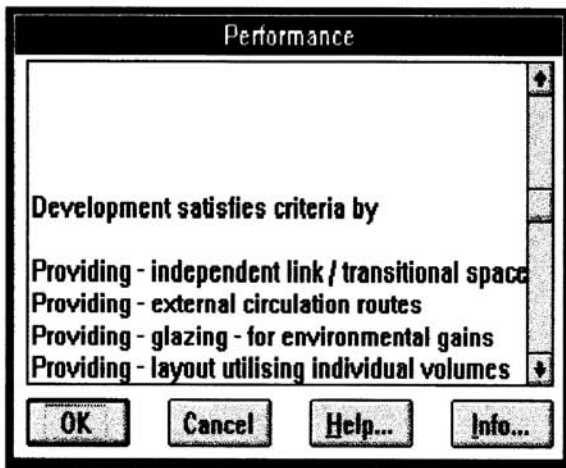 Performance
Development satisfies criteria by
Providing - independent link / transitional space
Providing - external circulation routes
Providing - glazing - for environmental gains
Providing - layout utilising individual volumes
OK
Cancel
Help...
Info...